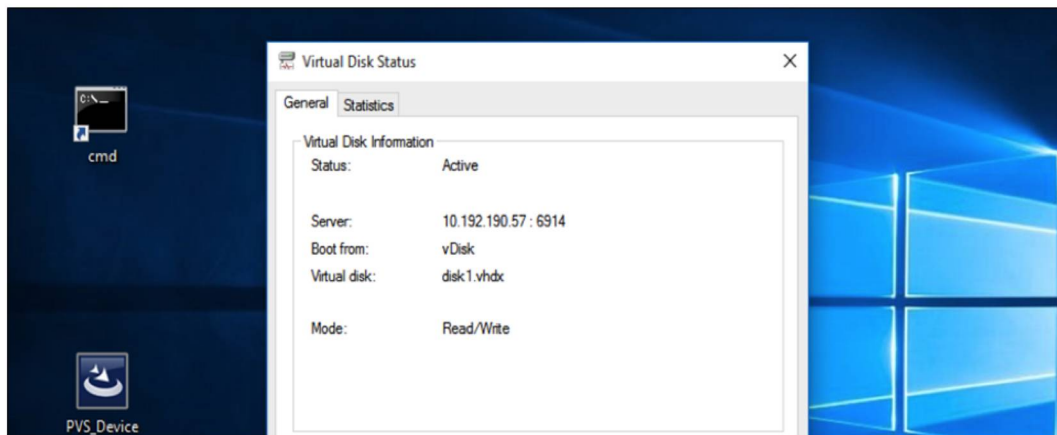 Virtual Disk Status
General Statistics
Virtual Disk Information
Status: Active
Server: 10.192.190.57 : 6914
Boot from: vDisk
Virtual disk: disk1.vhdx
Mode: Read/Write
C:\
cmd
PVS_Device